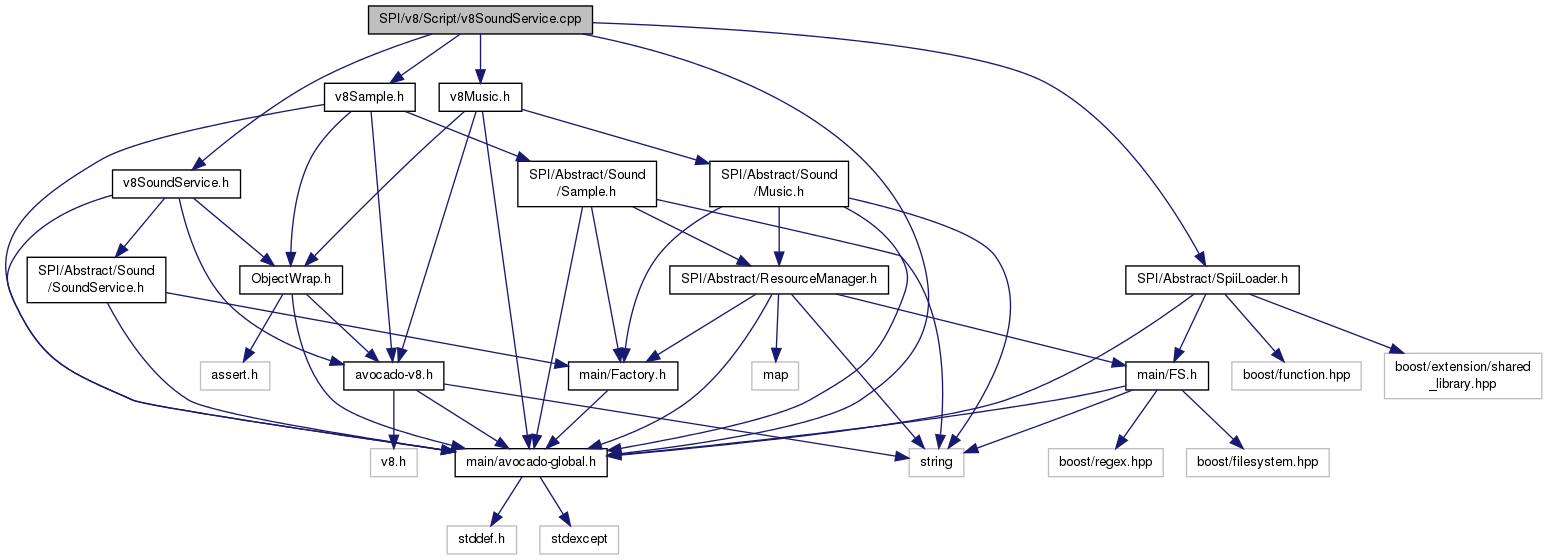 SPI/v8/Script/v8SoundService.cpp
v8Sample.h
v8Music.h
v8SoundService.h
SPI/Abstract/Sound
/Sample.h
SPI/Abstract/Sound
/Music.h
SPI/Abstract/Sound
/SoundService.h
ObjectWrap.h
SPI/Abstract/ResourceManager.h
SPI/Abstract/SpiiLoader.h
assert.h
avocado-v8.h
main/Factory.h
map
main/FS.h
boost/function.hpp
boost/extension/shared
_library.hpp
v8.h
main/avocado-global.h
string
boost/regex.hpp
boost/filesystem.hpp
stddef.h
stdexcept